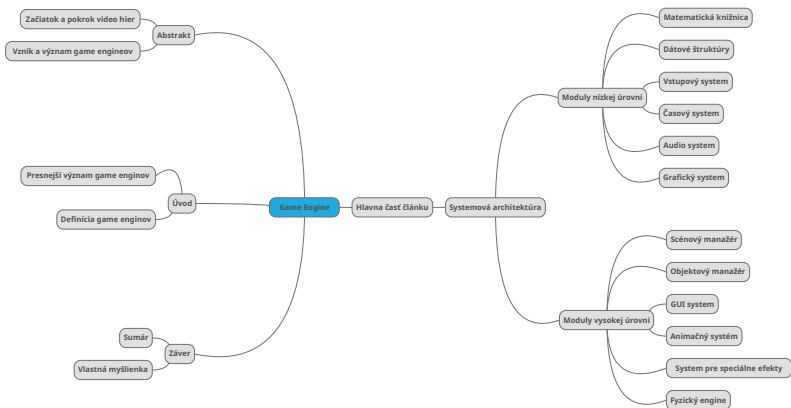 Začiatok a pokrok video hier
Abstrakt
Vznik a význam game engineov
Presnejší význam game enginov
Úvod
Definícia game enginov
Sumár
Záver
Vlastná myšlienka
Game Engine
Hlavna časť článku
Systemová architektúra
Moduly nízkej úrovni
Matematická knižnica
Dátové štruktúry
Vstupový system
Časový system
Audio system
Grafický system
Moduly vysokej úrovni
Scénový manažér
Objektový manažér
GUI system
Animačný systém
System pre speciálne efekty
Fyzický engine